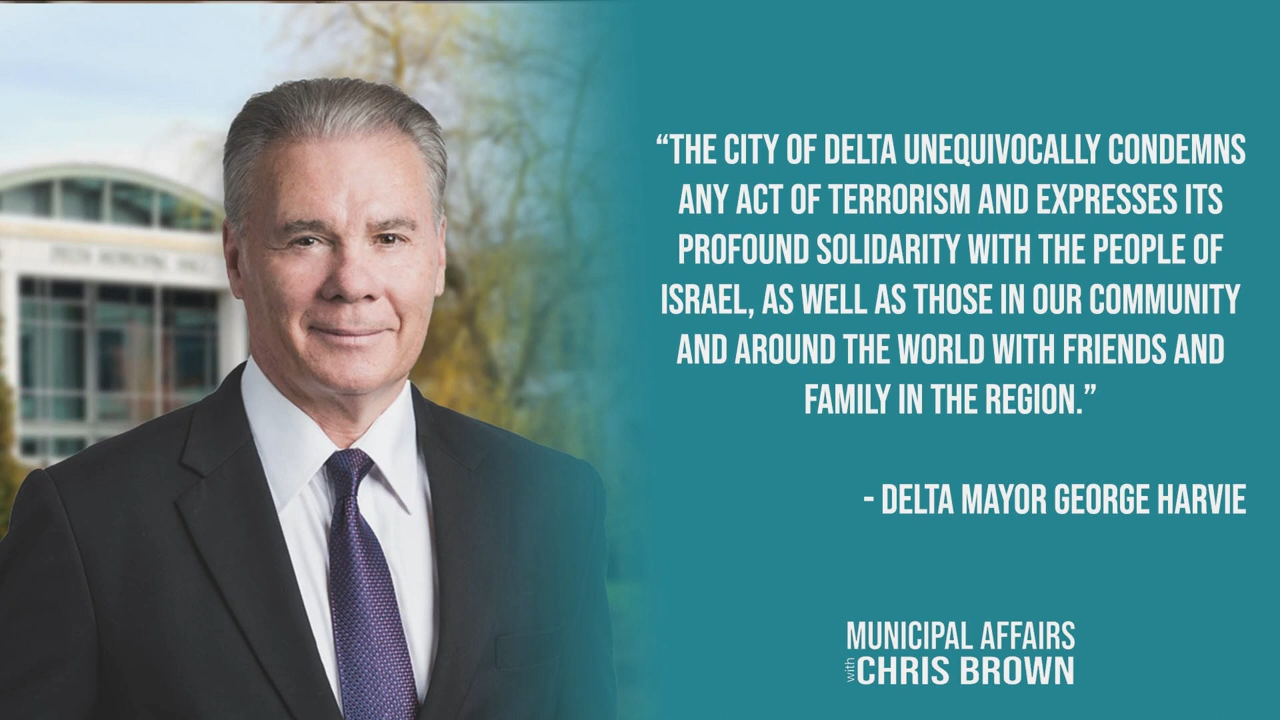 “THE CITY OF DELTA UNEQUIVOCALLY CONDEMNS
ANY ACT OF TERRORISM AND EXPRESSES ITS
PROFOUND SOLIDARITY WITH THE PEOPLE OF
ISRAEL, AS WELL AS THOSE IN OUR COMMUNITY
AND AROUND THE WORLD WITH FRIENDS AND
FAMILY IN THE REGION.”
- DELTA MAYOR GEORGE HARVIE
MUNICIPAL AFFAIRS
with CHRIS BROWN